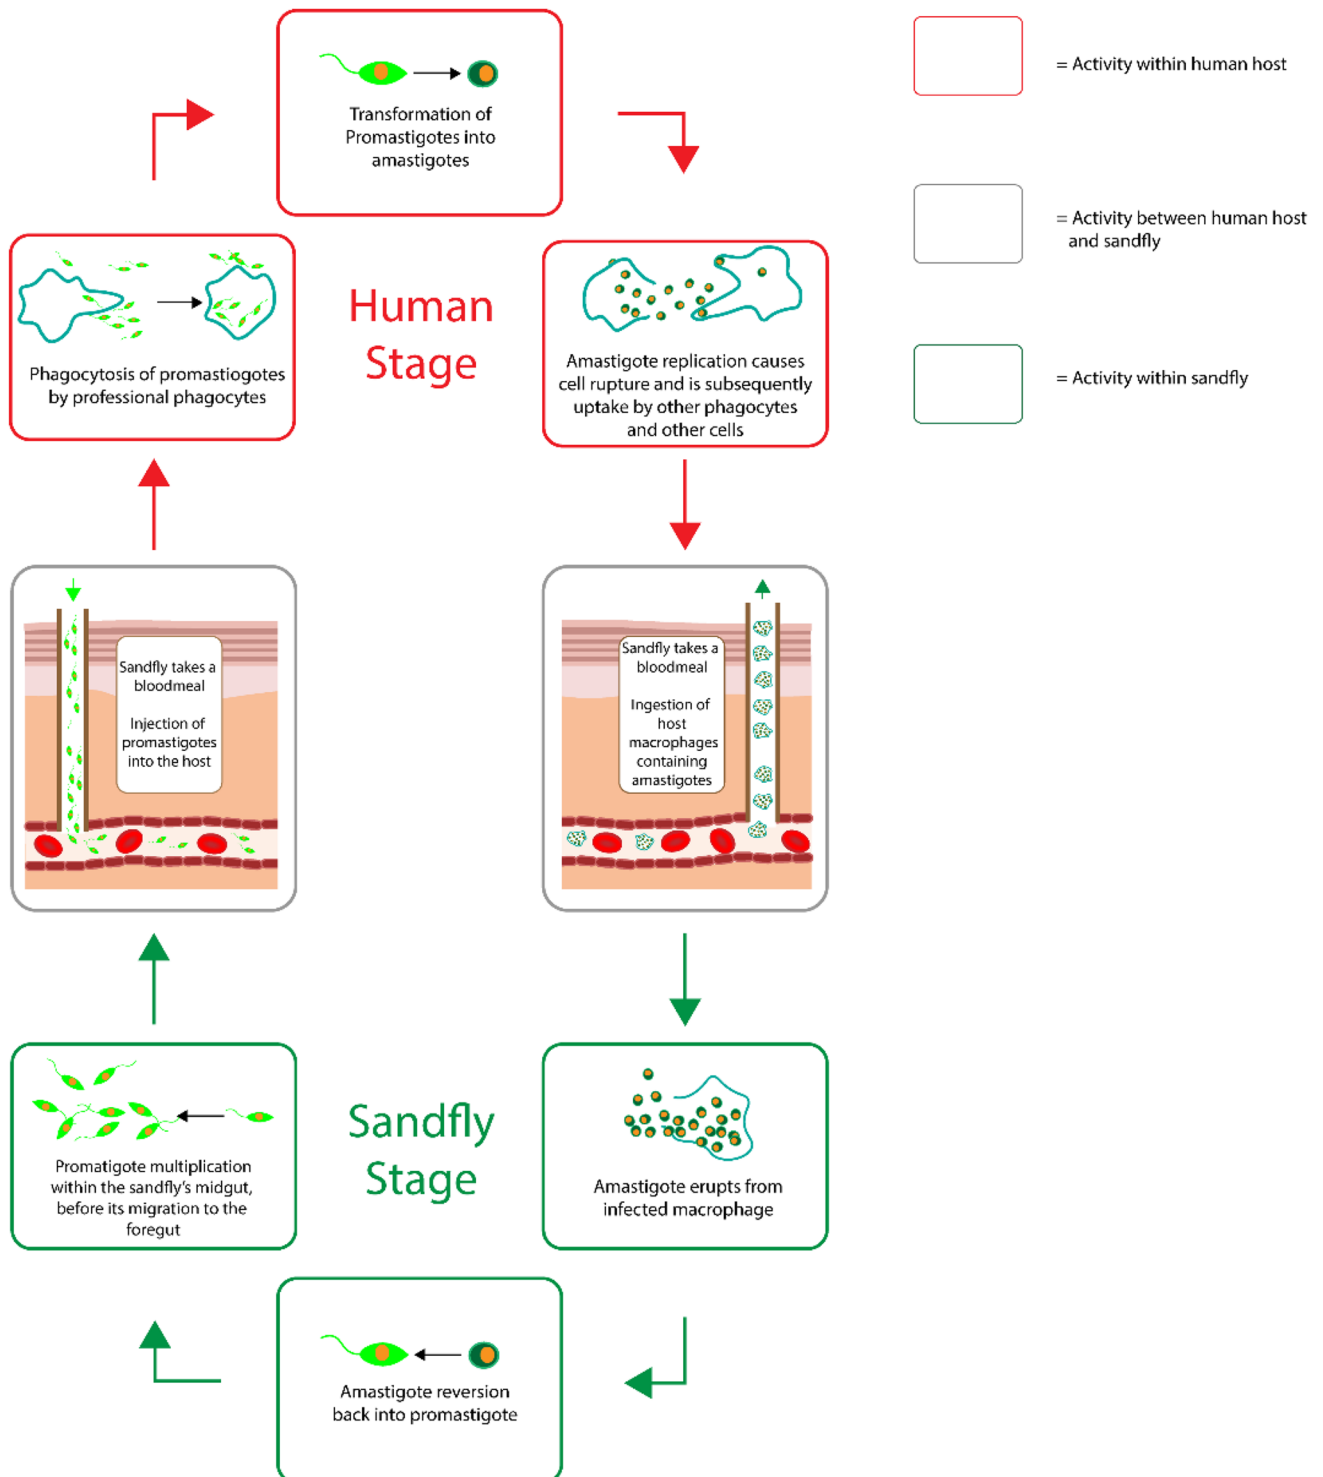 Transformation of
Promastigotes into
amastigotes
= Activity within human host
= Activity between human host
and sandfly
= Activity within sandfly
Human
Stage
Phagocytosis of promastiogotes
by professional phagocytes
Amastigote replication causes
cell rupture and is subsequently
uptake by other phagocytes
and other cells
Sandfly takes a
bloodmeal
Injection of
promastigotes
into the host
Sandfly takes a
bloodmeal
Ingestion of
host
macrophages
containing
amastigotes
Sandfly
Stage
Promatigote multiplication
within the sandfly's midgut,
before its migration to the
foregut
Amastigote erupts from
infected macrophage
Amastigote reversion
back into promastigote